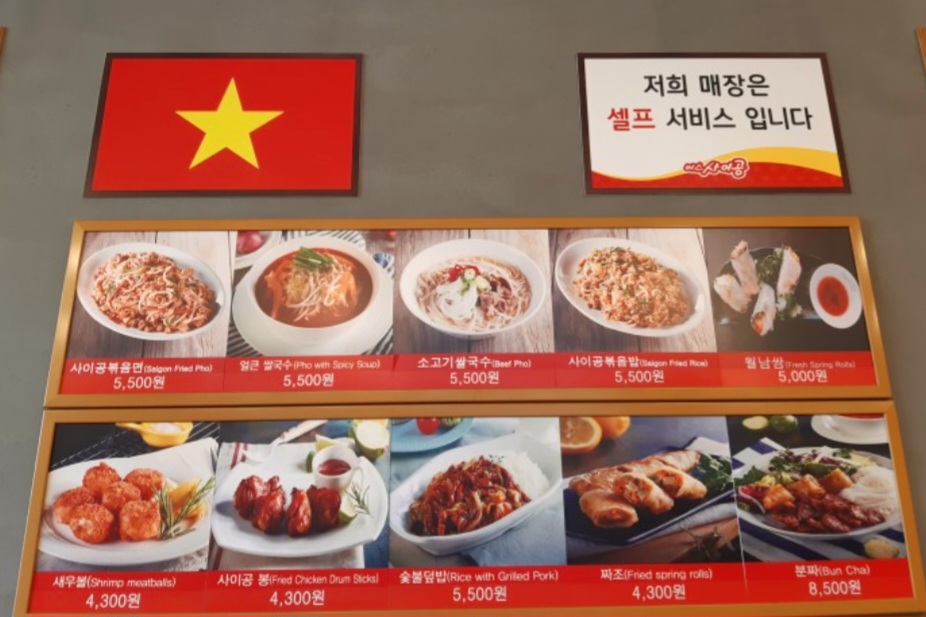 저희 매장은
셀프 서비스 입니다
미스사이공
사이공볶음면(Saigon Fried Pho)
5,500원
얼큰 쌀국수(Pho with Spicy Soup)
5,500원
소고기쌀국수(Beef Pho)
5,500원
사이공볶음밥(Saigon Fried Rice)
5,500원
월남쌈(Fresh Spring Rolls)
5,000원
새우볼(Shrimp meatballs)
4,300원
사이공 봉(Fried Chicken Drum Sticks)
4,300원
숯불덮밥(Rice with Grilled Pork)
5,500원
짜조(Fried spring rolls)
4,300원
분짜(Bun Cha)
8,500원